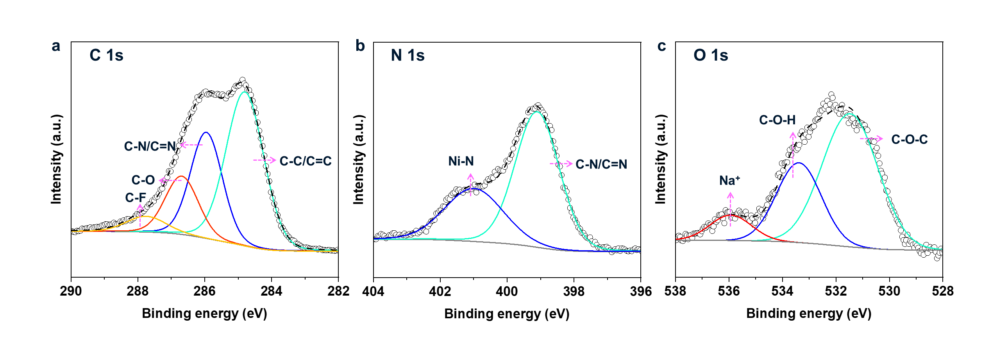 a
C 1s
C-N/C=N
C-C/C=C
C-O
C-F
Intensity (a.u.)
290 288 286 284 282
Binding energy (eV)
b
N 1s
Ni-N
C-N/C=N
Intensity (a.u.)
404 402 400 398 396
Binding energy (eV)
c
O 1s
C-O-H
C-O-C
Na⁺
Intensity (a.u.)
538 536 534 532 530 528
Binding energy (eV)